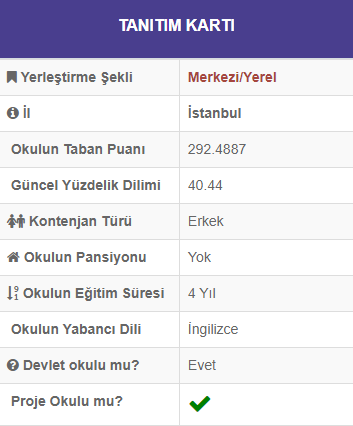 TANITIM KARTI
Yerleştirme Şekli Merkezi/Yerel
İl İstanbul
Okulun Taban Puanı 292.4887
Güncel Yüzdelik Dilimi 40.44
Kontenjan Türü Erkek
Okulun Pansiyonu Yok
Okulun Eğitim Süresi 4 Yıl
Okulun Yabancı Dili İngilizce
Devlet okulu mu? Evet
Proje Okulu mu?